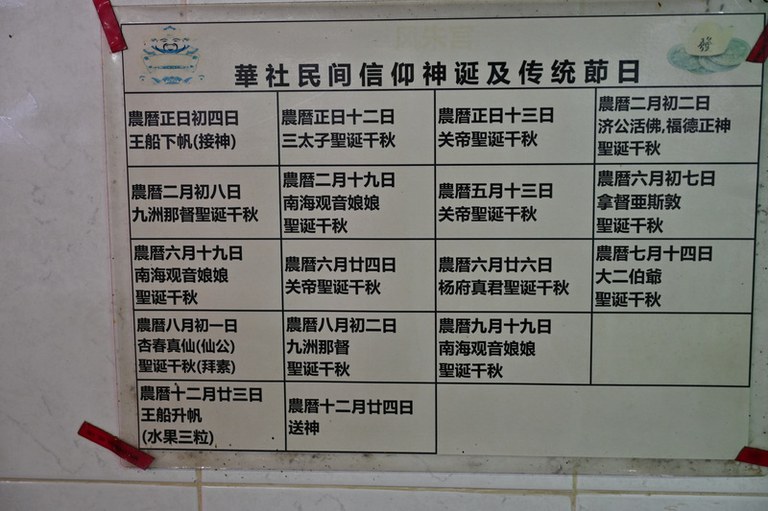 華社民间信仰神诞及传统節日
農曆正日初四日
王船下帆(接神)
農曆正日十二日
三太子聖诞千秋
農曆正日十三日
关帝聖诞千秋
農曆二月初二日
济公活佛,福德正神
聖诞千秋
農曆二月初八日
九洲那督聖诞千秋
農曆二月十九日
南海观音娘娘
聖诞千秋
農曆五月十三日
关帝聖诞千秋
農曆六月初七日
拿督亜斯敦
聖诞千秋
農曆六月十九日
南海观音娘娘
聖诞千秋
農曆六月廿四日
关帝聖诞千秋
農曆六月廿六日
杨府真君聖诞千秋
農曆七月十四日
大二伯爺
聖诞千秋
農曆八月初一日
杏春真仙(仙公)
聖诞千秋(拜素)
農曆八月初二日
九洲那督
聖诞千秋
農曆九月十九日
南海观音娘娘
聖诞千秋
農曆十二月廿三日
王船升帆
(水果三粒)
農曆十二月廿四日
送神